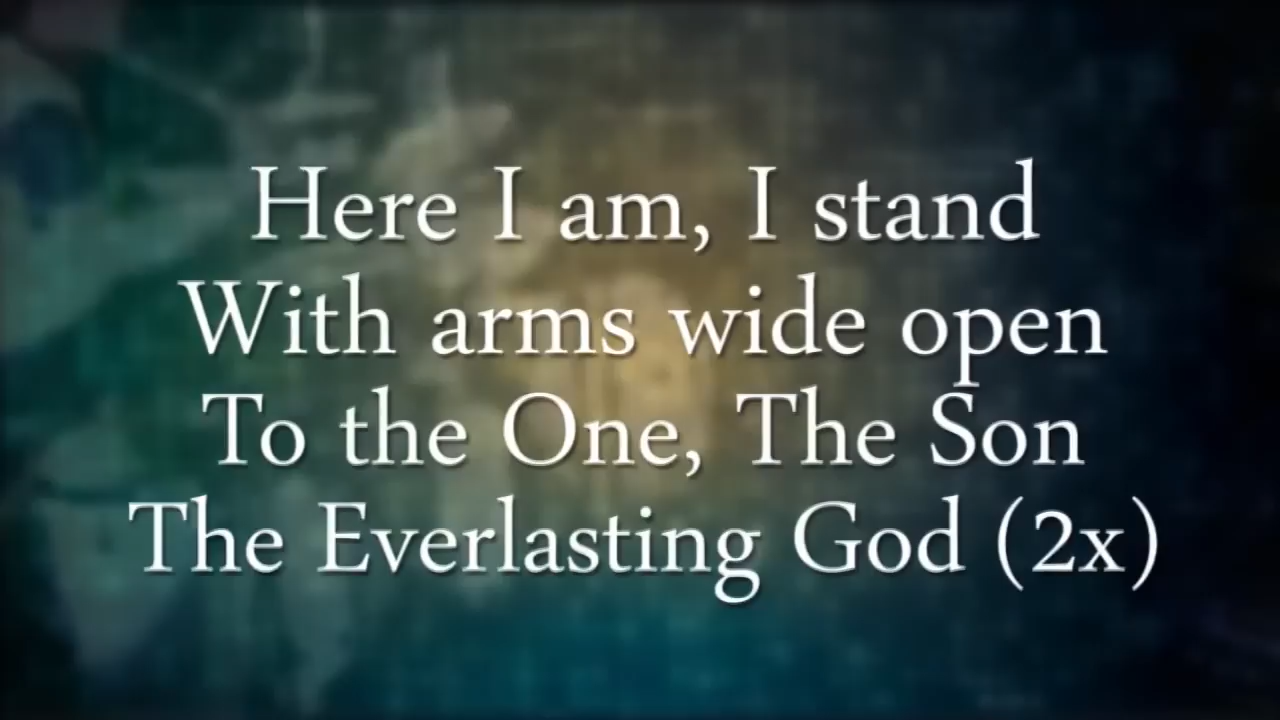 Here I am, I stand
With arms wide open
To the One, The Son
The Everlasting God (2x)